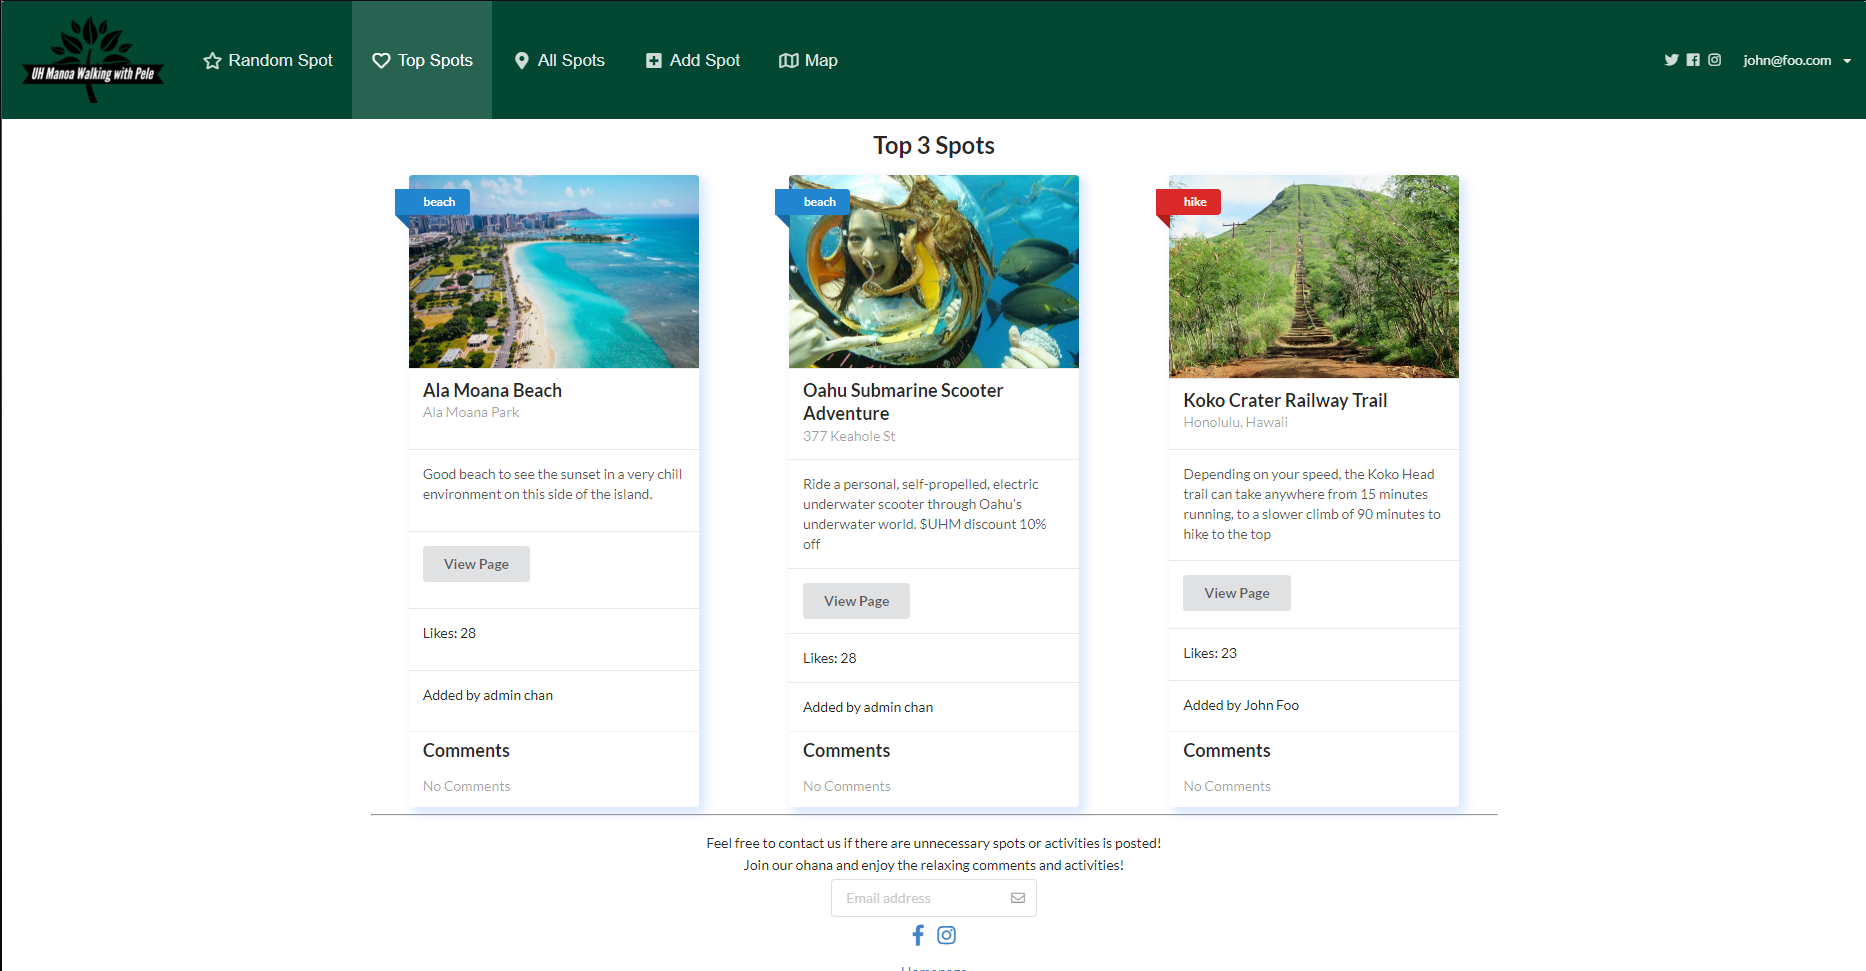 UH Manoa Walking with Pele
Random Spot
Top Spots
All Spots
Add Spot
Map
john@foo.com
Top 3 Spots
beach
Ala Moana Beach
Ala Moana Park
Good beach to see the sunset in a very chill
environment on this side of the island.
View Page
Likes: 28
Added by admin chan
Comments
No Comments
beach
Oahu Submarine Scooter
Adventure
377 Keahole St
Ride a personal, self-propelled, electric
underwater scooter through Oahu's
underwater world. $UHM discount 10%
off
View Page
Likes: 28
Added by admin chan
Comments
No Comments
hike
Koko Crater Railway Trail
Honolulu, Hawaii
Depending on your speed, the Koko Head
trail can take anywhere from 15 minutes
running, to a slower climb of 90 minutes to
hike to the top
View Page
Likes: 23
Added by John Foo
Comments
No Comments
Feel free to contact us if there are unnecessary spots or activities is posted!
Join our ohana and enjoy the relaxing comments and activities!
Email address
Homepage